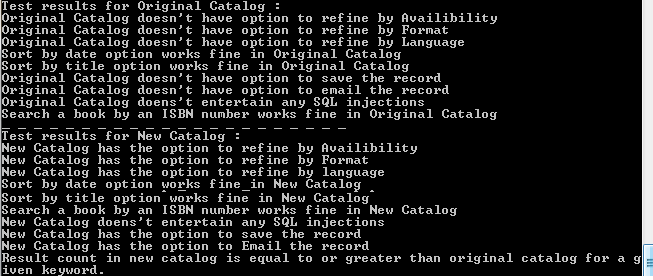 Test results for Original Catalog :
Original Catalog doesn't have option to refine by Availibility
Original Catalog doesn't have option to refine by Format
Original Catalog doesn't have option to refine by Language
Sort by date option works fine in Original Catalog
Sort by title option works fine in Original Catalog
Original Catalog doesn't have option to save the record
Original Catalog doesn't have the option to email the record
Original Catalog doens't entertain any SQL injections
Search a book by an ISBN number works fine in Original Catalog
_ _ _ _ _ _ _ _ _ _ _ _ _ _ _ _ _ _ _ _ _ _
Test results for New Catalog :
New Catalog has the option to refine by Availibility
New Catalog has the option to refine by Format
New Catalog has the option to refine by language
Sort by date option works fine in New Catalog
Sort by title option works fine in New Catalog
Search a book by an ISBN number works fine in New Catalog
New Catalog doens't entertain any SQL injections
New Catalog has the option to save the record
New Catalog has the option to Email the record
Result count in new catalog is equal to or greater than original catalog for a g
iven keyword.